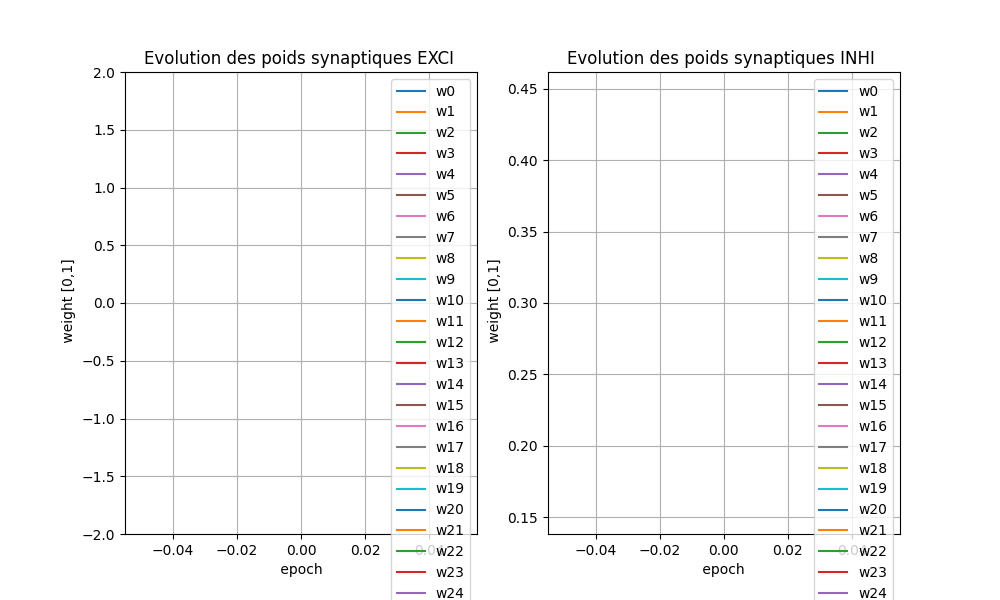 Evolution des poids synaptiques EXCI
2.0
1.5
1.0
0.5
0.0
−0.5
−1.0
−1.5
−2.0
weight [0,1]
−0.04
−0.02
0.00
0.02
epoch
w0
w1
w2
w3
w4
w5
w6
w7
w8
w9
w10
w11
w12
w13
w14
w15
w16
w17
w18
w19
w20
w21
w22
w23
w24
Evolution des poids synaptiques INHI
0.45
0.40
0.35
0.30
0.25
0.20
0.15
weight [0,1]
−0.04
−0.02
0.00
0.02
epoch
w0
w1
w2
w3
w4
w5
w6
w7
w8
w9
w10
w11
w12
w13
w14
w15
w16
w17
w18
w19
w20
w21
w22
w23
w24